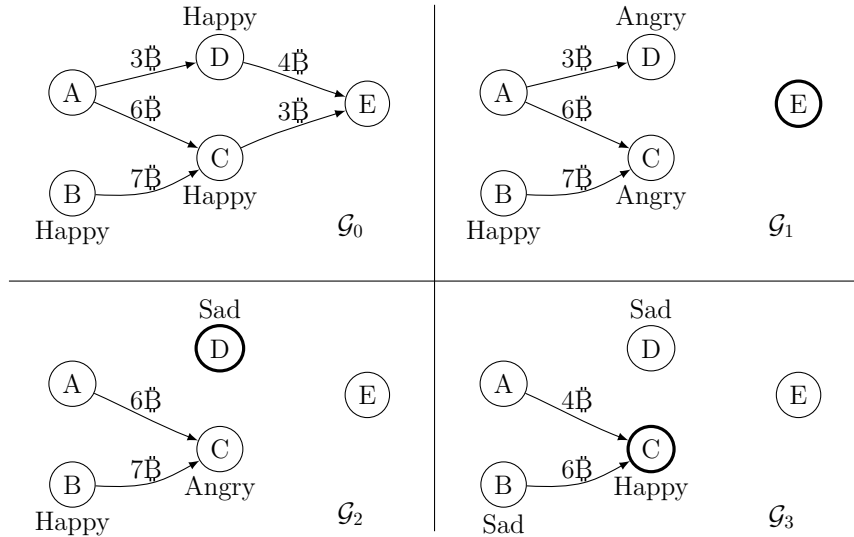 Happy
3₿ D 4₿
A E
6₿ 3₿
C
7₿
B Happy
Happy
𝒢₀
Angry
3₿ D
A E
6₿
C
7₿
B Angry
Happy
𝒢₁
Sad
D
A E
6₿
C
7₿
B Angry
Happy
𝒢₂
Sad
D
A E
4₿
C
6₿
B Happy
Sad
𝒢₃